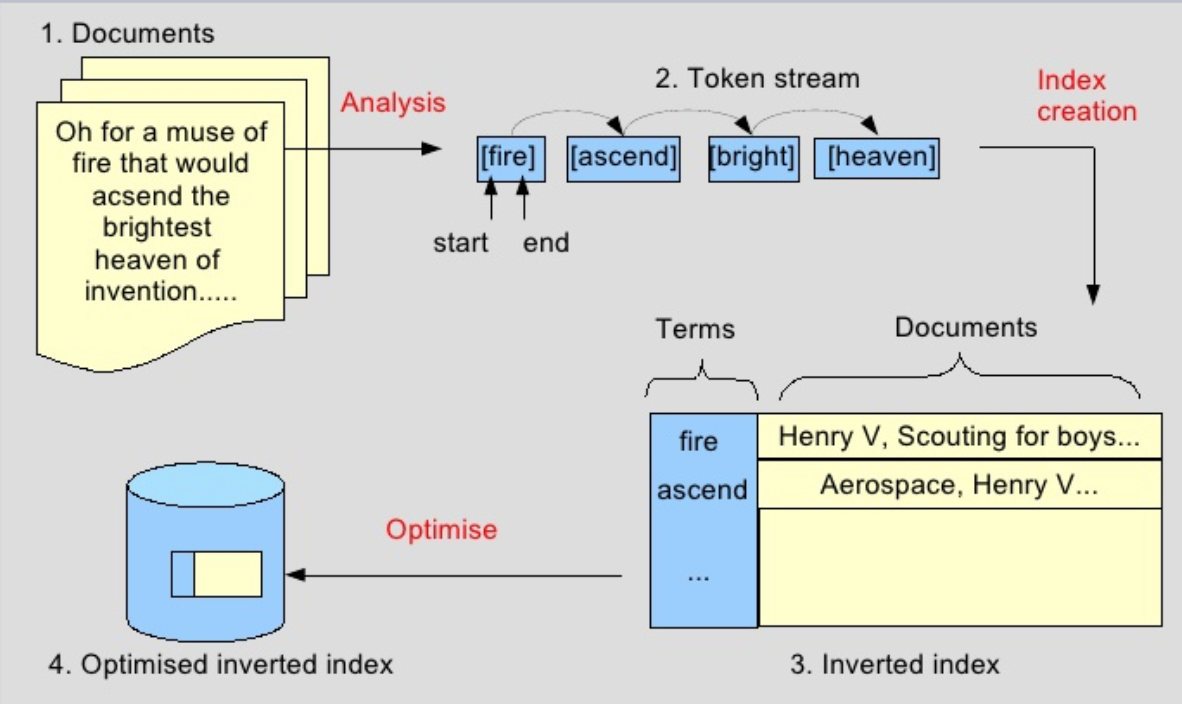 1. Documents
Oh for a muse of
fire that would
acsend the
brightest
heaven of
invention.....
Analysis
2. Token stream
[fire] [ascend] [bright] [heaven]
start end
Index
creation
Terms Documents
fire Henry V, Scouting for boys...
ascend Aerospace, Henry V...
...
3. Inverted index
Optimise
4. Optimised inverted index